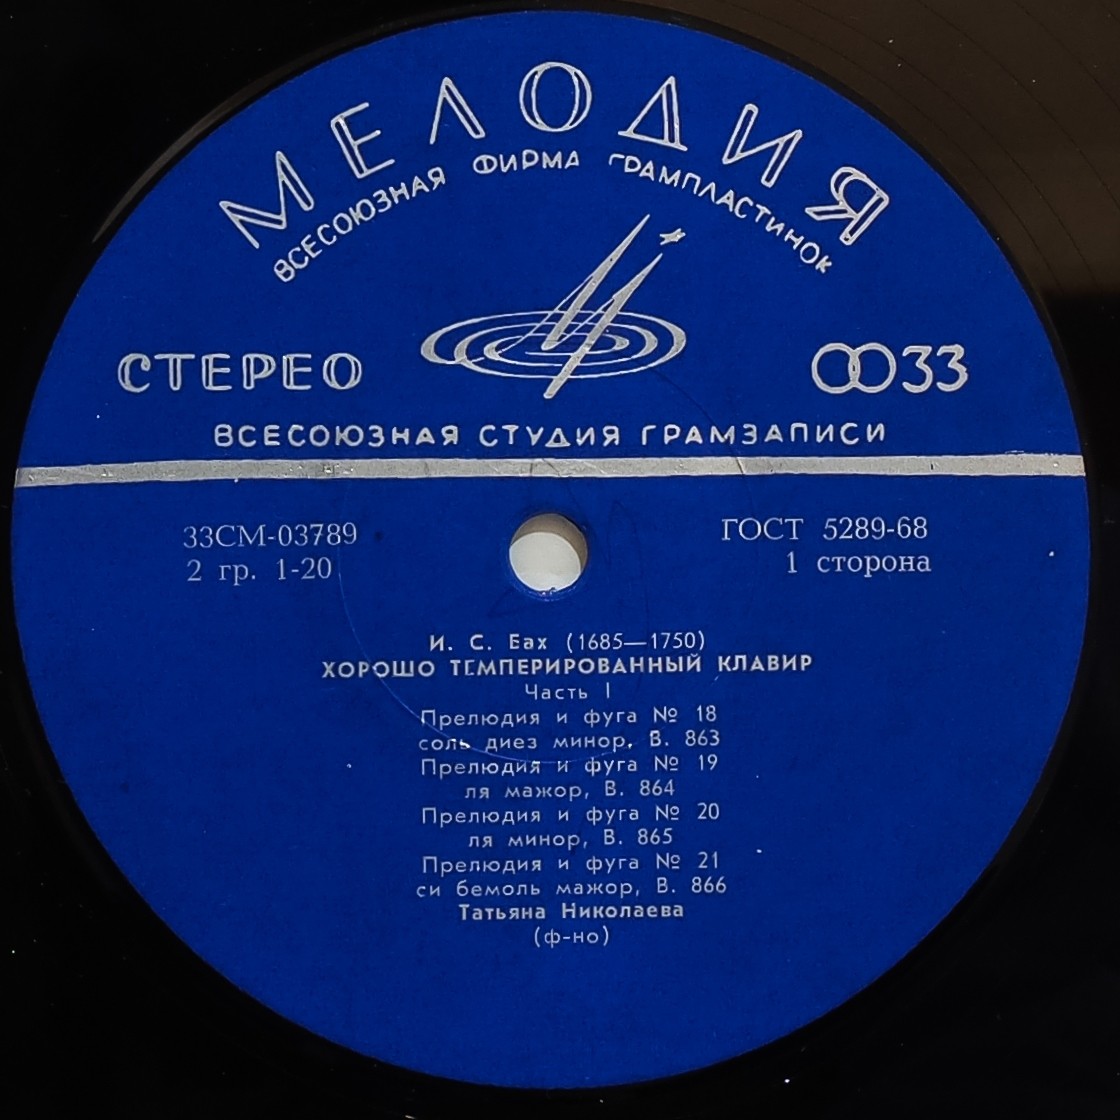 МЕЛОДИЯ
ВСЕСОЮЗНАЯ ФИРМА ГРАМПЛАСТИНОК
СТЕРЕО
33
ВСЕСОЮЗНАЯ СТУДИЯ ГРАМЗАПИСИ
33СМ-03789
ГОСТ 5289-68
2 гр. 1-20
1 сторона
И. С. Бах (1685—1750)
ХОРОШО ТЕМПЕРИРОВАННЫЙ КЛАВИР
Часть I
Прелюдия и фуга № 18
соль диез минор, В. 863
Прелюдия и фуга № 19
ля мажор, В. 864
Прелюдия и фуга № 20
ля минор, В. 865
Прелюдия и фуга № 21
си бемоль мажор, В. 866
Татьяна Николаева
(ф-но)